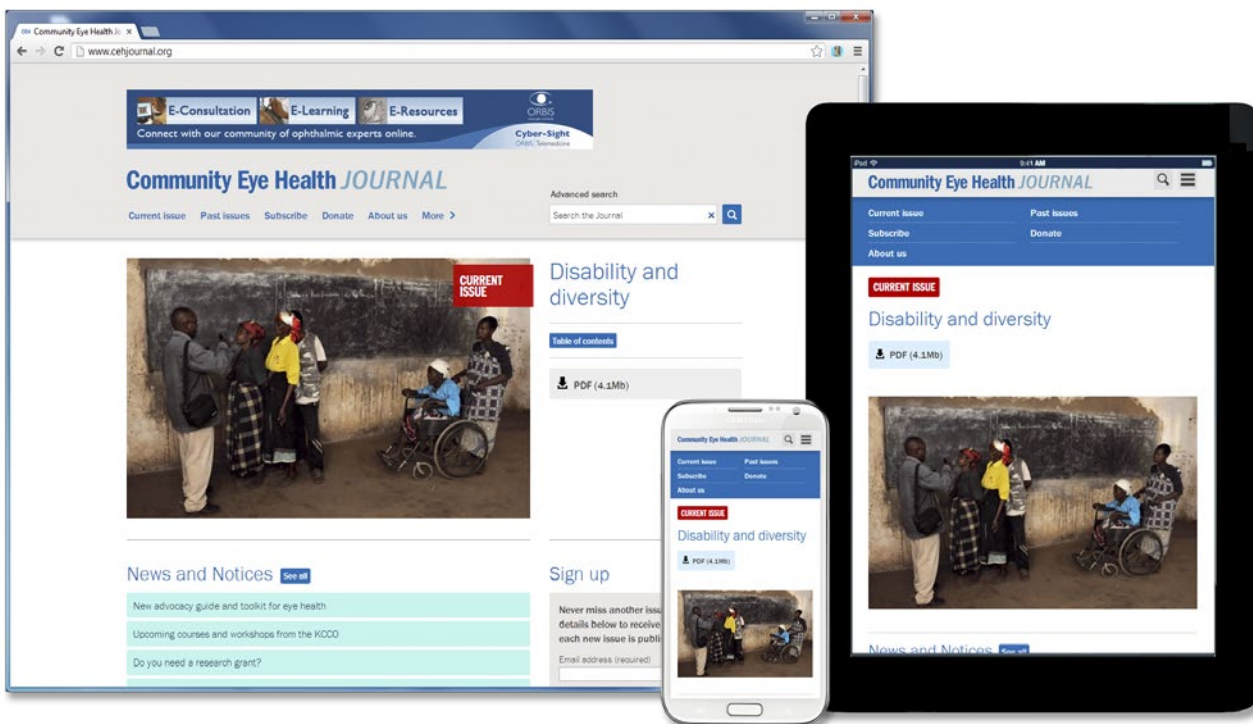 Community Eye Health Jo
www.cehjournal.org
E-Consultation E-Learning E-Resources
Connect with our community of ophthalmic experts online.
ORBIS
Cyber-Sight
ORBIS Telemedicine
Community Eye Health JOURNAL
Advanced search
Current issue Past issues Subscribe Donate About us More >
Search the Journal
CURRENT
ISSUE
Disability and
diversity
Table of contents
PDF (4.1Mb)
News and Notices See all
New advocacy guide and toolkit for eye health
Upcoming courses and workshops from the KCCO
Do you need a research grant?
Sign up
Never miss another issu
details below to receive
each new issue is publi
Email address (required)
Community Eye Health JOURNAL
Current issue Past issues
Subscribe Donate
About us
CURRENT ISSUE
Disability and diversity
PDF (4.1Mb)
iPad 9:41 AM
Community Eye Health JOURNAL
Current issue Past issues
Subscribe Donate
About us
CURRENT ISSUE
Disability and diversity
PDF (4.1Mb)
News and Notices See all